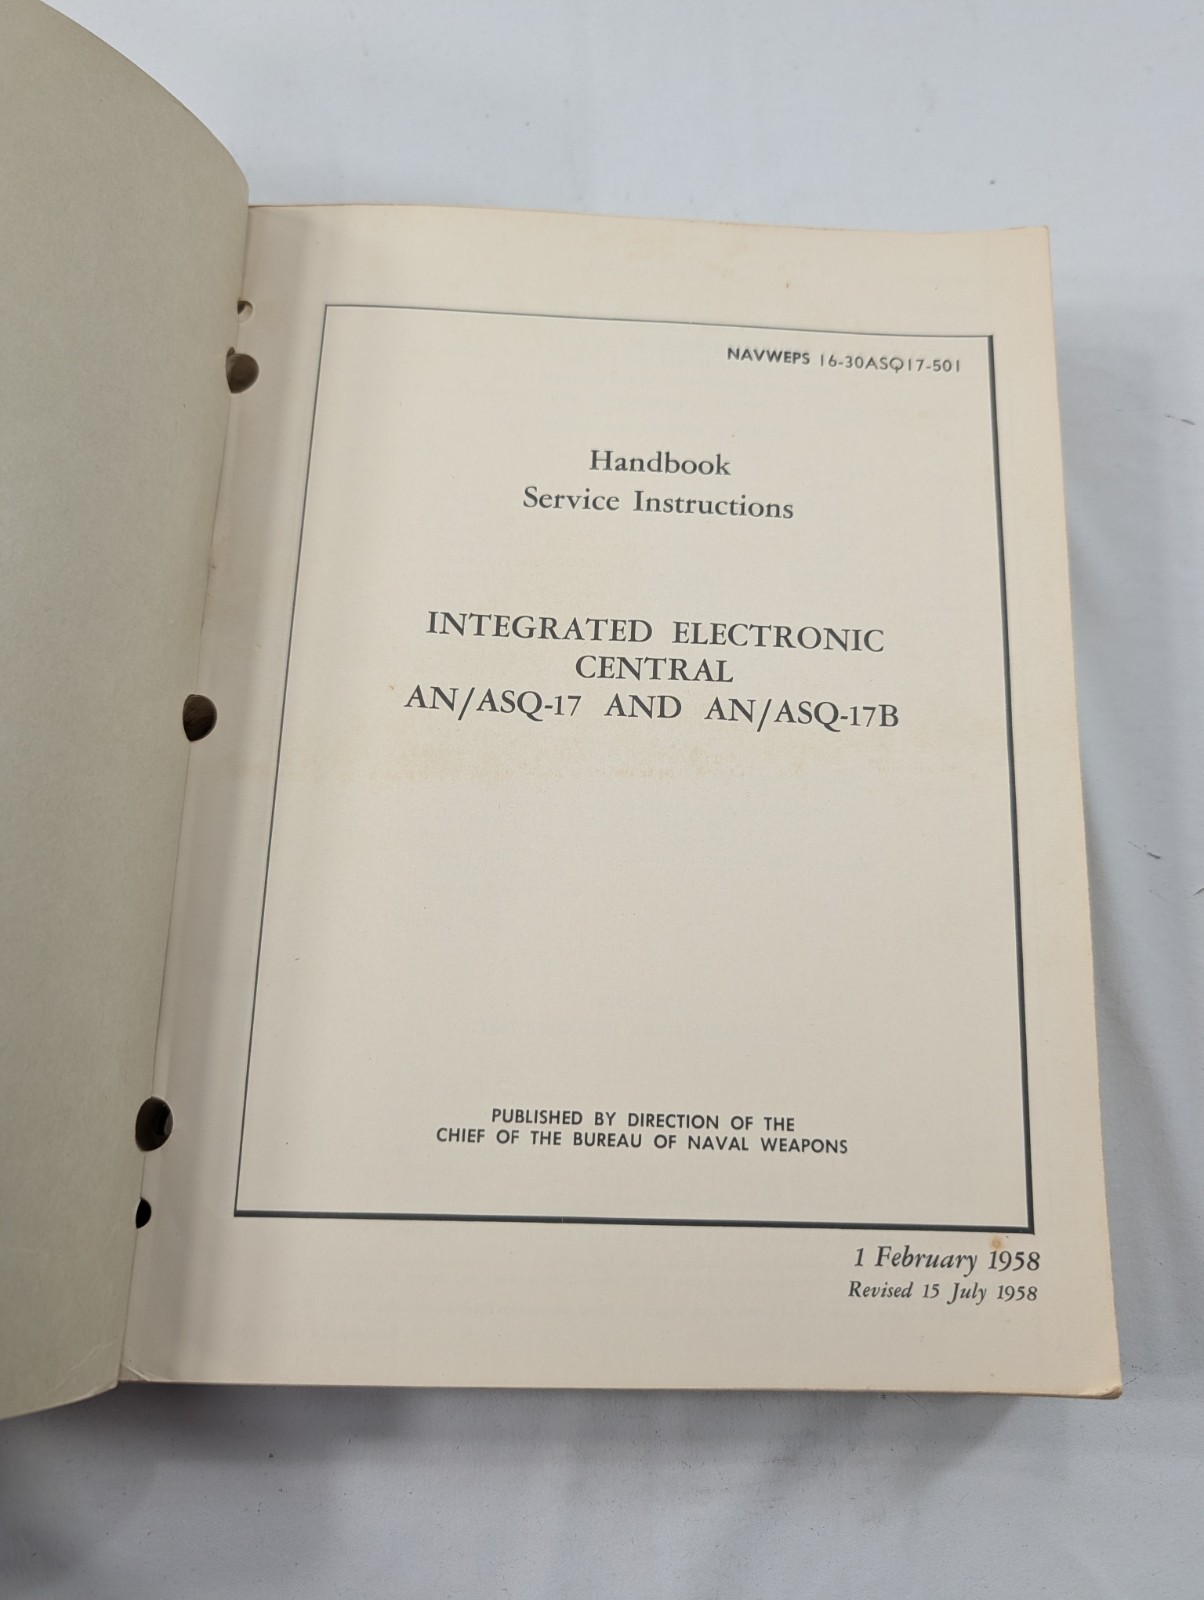 NAVWEPS 16-30ASQ17-501
Handbook
Service Instructions
INTEGRATED ELECTRONIC
CENTRAL
AN/ASQ-17 AND AN/ASQ-17B
PUBLISHED BY DIRECTION OF THE
CHIEF OF THE BUREAU OF NAVAL WEAPONS
1 February 1958
Revised 15 July 1958